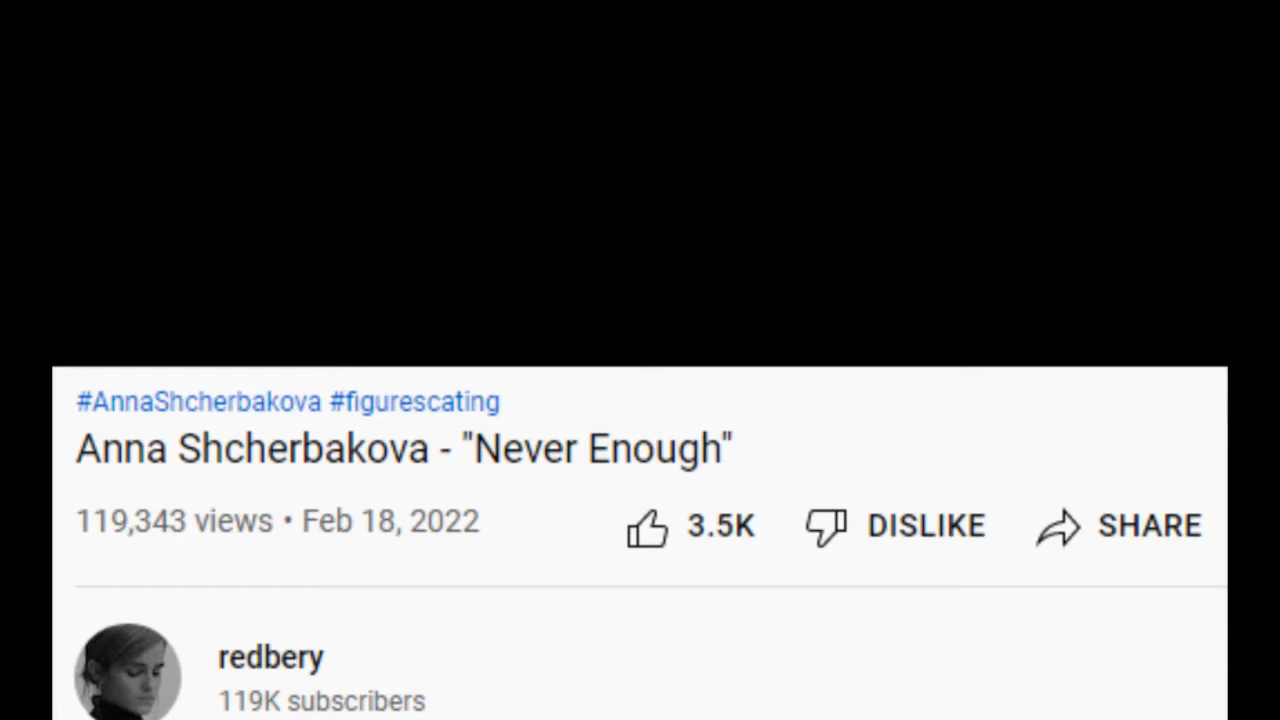 #AnnaShcherbakova #figurescating
Anna Shcherbakova - "Never Enough"
119,343 views • Feb 18, 2022 3.5K DISLIKE SHARE
redbery
119K subscribers